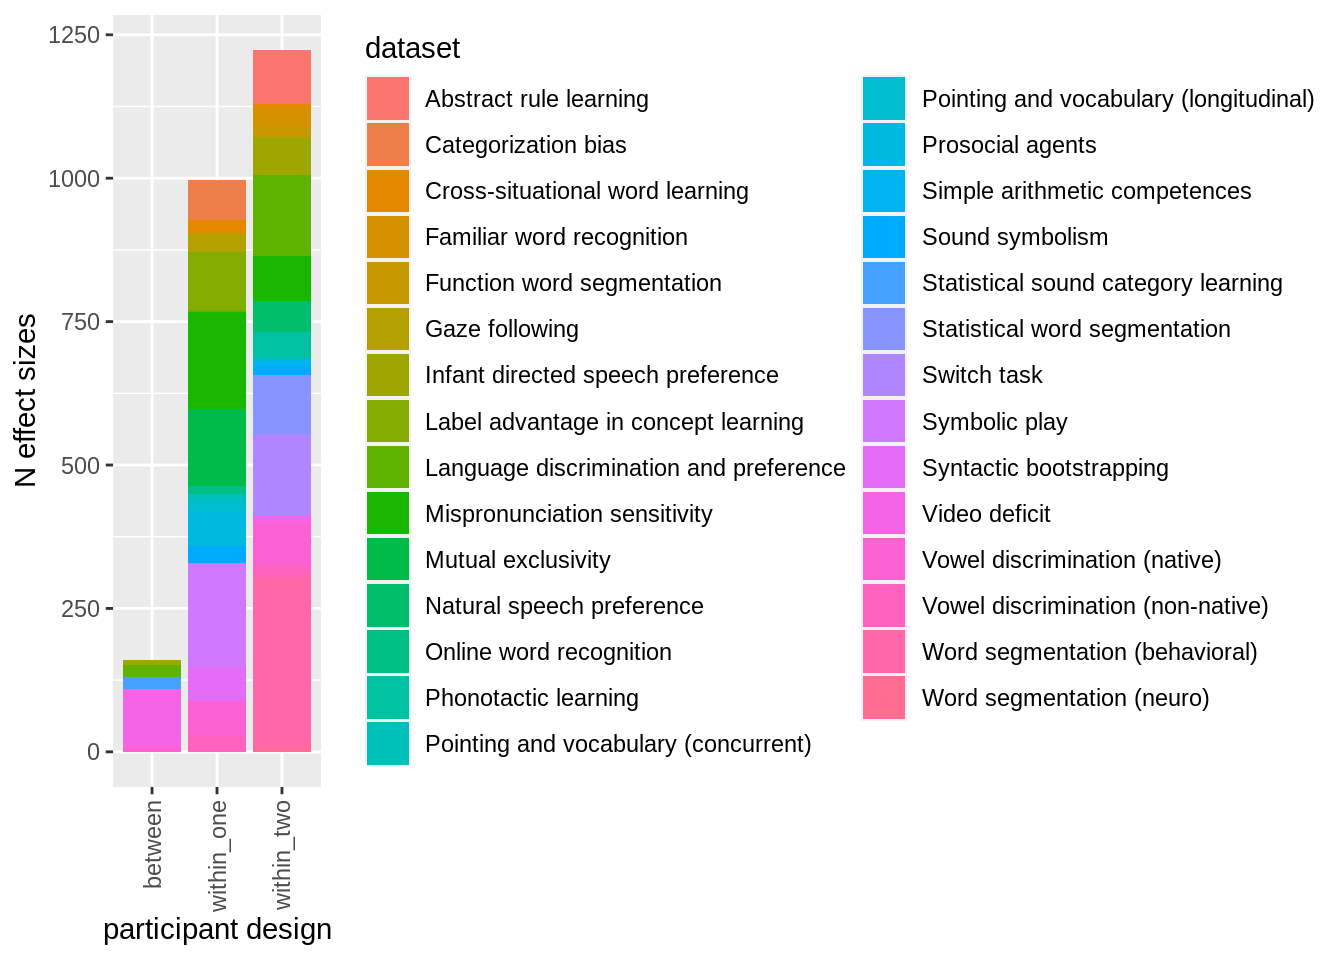 N effect sizes
1250
1000
750
500
250
0
between
within_one
within_two
participant design
dataset
Abstract rule learning
Categorization bias
Cross-situational word learning
Familiar word recognition
Function word segmentation
Gaze following
Infant directed speech preference
Label advantage in concept learning
Language discrimination and preference
Mispronunciation sensitivity
Mutual exclusivity
Natural speech preference
Online word recognition
Phonotactic learning
Pointing and vocabulary (concurrent)
Pointing and vocabulary (longitudinal)
Prosocial agents
Simple arithmetic competences
Sound symbolism
Statistical sound category learning
Statistical word segmentation
Switch task
Symbolic play
Syntactic bootstrapping
Video deficit
Vowel discrimination (native)
Vowel discrimination (non-native)
Word segmentation (behavioral)
Word segmentation (neuro)